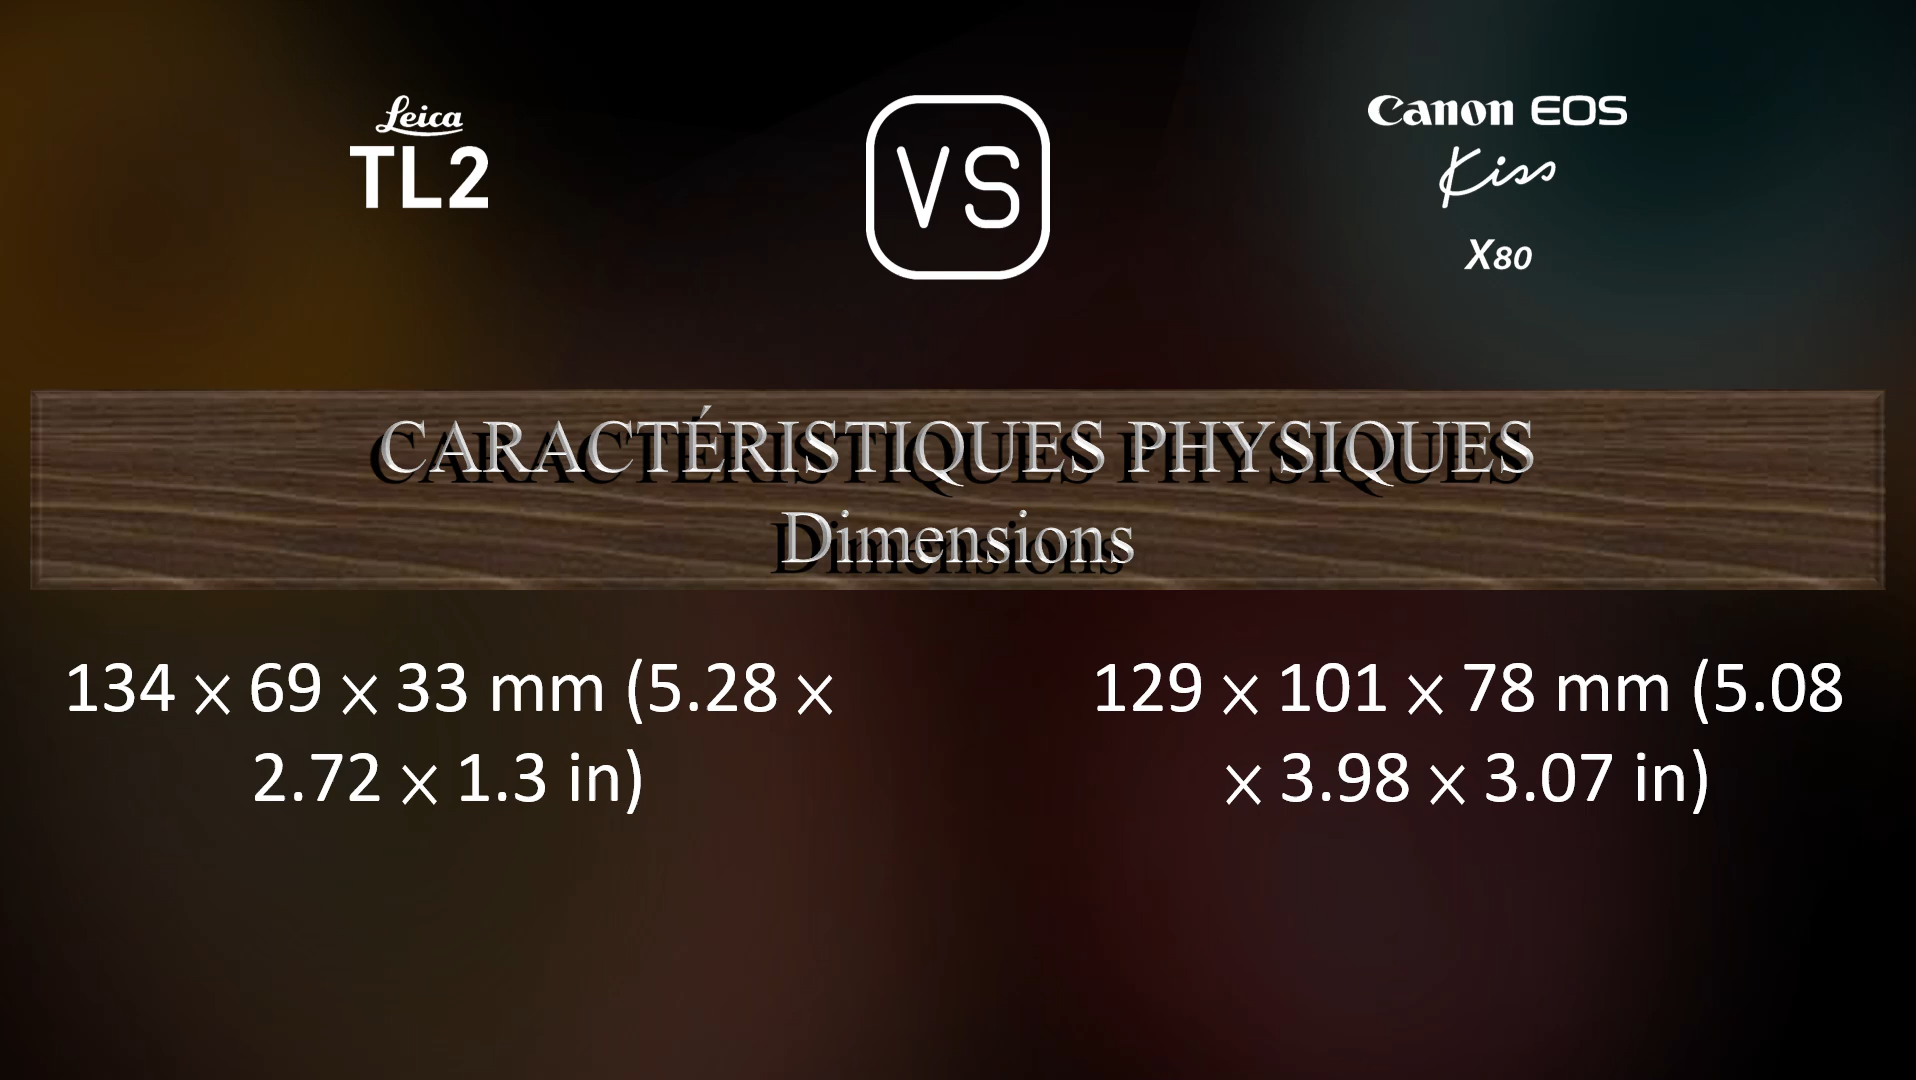 Leica
TL2
VS
Canon EOS
Kiss
X80
CARACTÉRISTIQUES PHYSIQUES
Dimensions
134 x 69 x 33 mm (5.28 x
2.72 x 1.3 in)
129 x 101 x 78 mm (5.08
x 3.98 x 3.07 in)